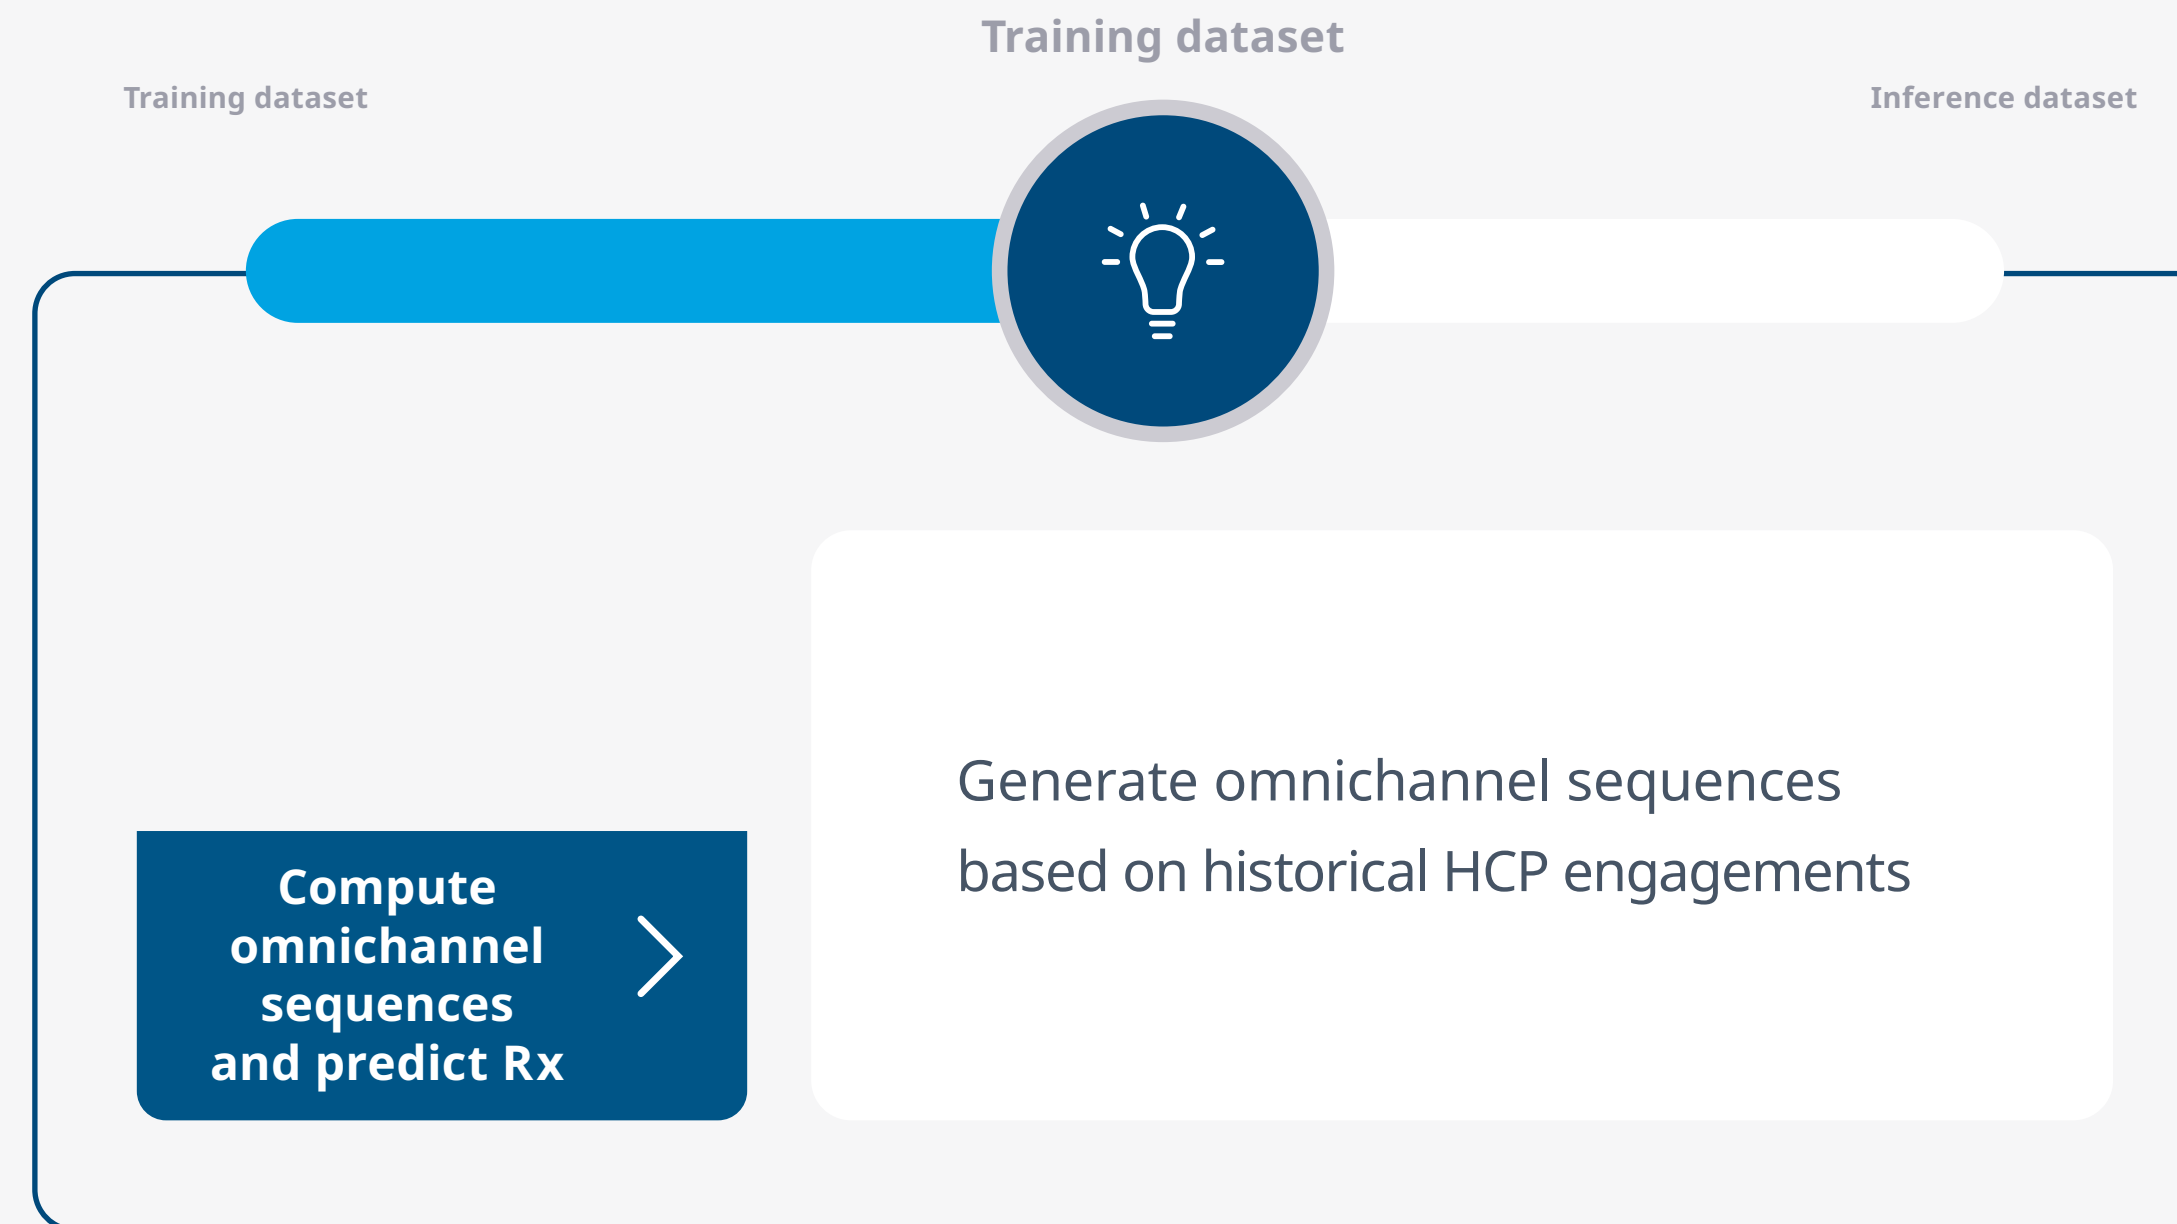 Training dataset
Training dataset
Inference dataset
Generate omnichannel sequences
based on historical HCP engagements
Compute
omnichannel
sequences
and predict Rx